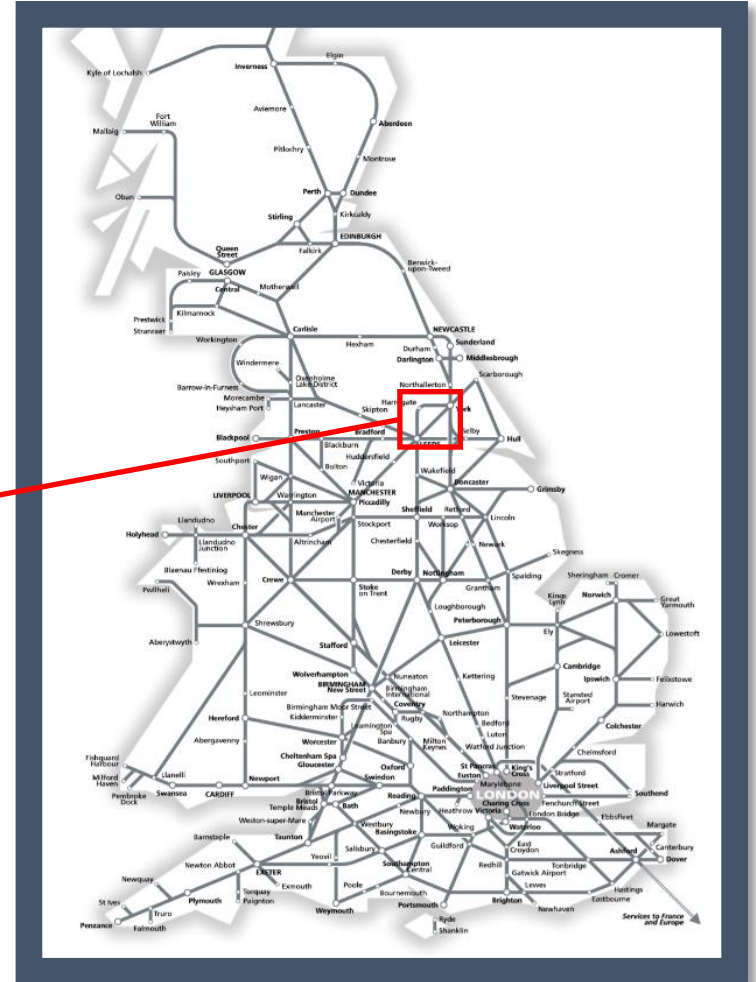 Elgin
Inverness
Kyle of Lochalsh
Aviemore
Fort
William
Aberdeen
Mallaig
Pitlochry
Montrose
Perth
Dundee
Oban
Stirling
Kirkcaldy
EDINBURGH
Queen
Street
Falkirk
Berwick-
upon-Tweed
Paisley
GLASGOW
Central
Motherwell
Kilmarnock
Prestwick
Stranraer
Carlisle
NEWCASTLE
Workington
Hexham
Sunderland
Durham
Darlington
Middlesbrough
Windermere
Oxenholme
Lake District
Northallerton
Scarborough
Barrow-in-Furness
Morecambe
Heysham Port
Lancaster
Skipton
Harrogate
York
Blackpool
Preston
Bradford
LEEDS
Selby
Hull
Blackburn
Southport
Bolton
Huddersfield
Wakefield
Wigan
Victoria
Doncaster
Grimsby
LIVERPOOL
Warrington
MANCHESTER
Piccadilly
Manchester
Airport
Stockport
Sheffield
Retford
Worksop
Lincoln
Llandudno
Holyhead
Llandudno
Junction
Chester
Altrincham
Chesterfield
Newark
Skegness
Blaenau Ffestiniog
Pwllheli
Wrexham
Crewe
Stoke
on Trent
Derby
Nottingham
Grantham
Spalding
Sheringham
Cromer
Kings
Lynn
Norwich
Great
Yarmouth
Loughborough
Peterborough
Shrewsbury
Aberystwyth
Stafford
Leicester
Ely
Lowestoft
Wolverhampton
BIRMINGHAM
New Street
Nuneaton
Birmingham
International
Kettering
Cambridge
Ipswich
Felixstowe
Leominster
Birmingham Moor Street
Kidderminster
Coventry
Rugby
Northampton
Stevenage
Stansted
Airport
Harwich
Hereford
Leamington
Spa
Bedford
Colchester
Abergavenny
Worcester
Banbury
Milton
Keynes
Luton
Watford Junction
Chelmsford
Fishguard
Harbour
Cheltenham Spa
Gloucester
Oxford
St Pancras
Euston
King's
Cross
Stratford
Milford
Haven
Llanelli
Pembroke
Dock
Swansea
CARDIFF
Newport
Swindon
Paddington
Marylebone
Liverpool Street
Southend
Bristol Parkway
Bristol
Temple Meads
Bath
Reading
LONDON
Charing Cross
Fenchurch Street
Newbury
Heathrow
Victoria
London Bridge
Ebbsfleet
Weston-super-Mare
Westbury
Basingstoke
Woking
Waterloo
Margate
Barnstaple
Taunton
Salisbury
Guildford
East
Croydon
Canterbury
Newton Abbot
Yeovil
Southampton
Central
Redhill
Tonbridge
Ashford
Dover
EXETER
Gatwick Airport
Newquay
Exmouth
Poole
Bournemouth
Lewes
Hastings
Eastbourne
St Ives
Plymouth
Torquay
Paignton
Weymouth
Portsmouth
Brighton
Newhaven
Truro
Penzance
Falmouth
Ryde
Shanklin
Services to France
and Europe